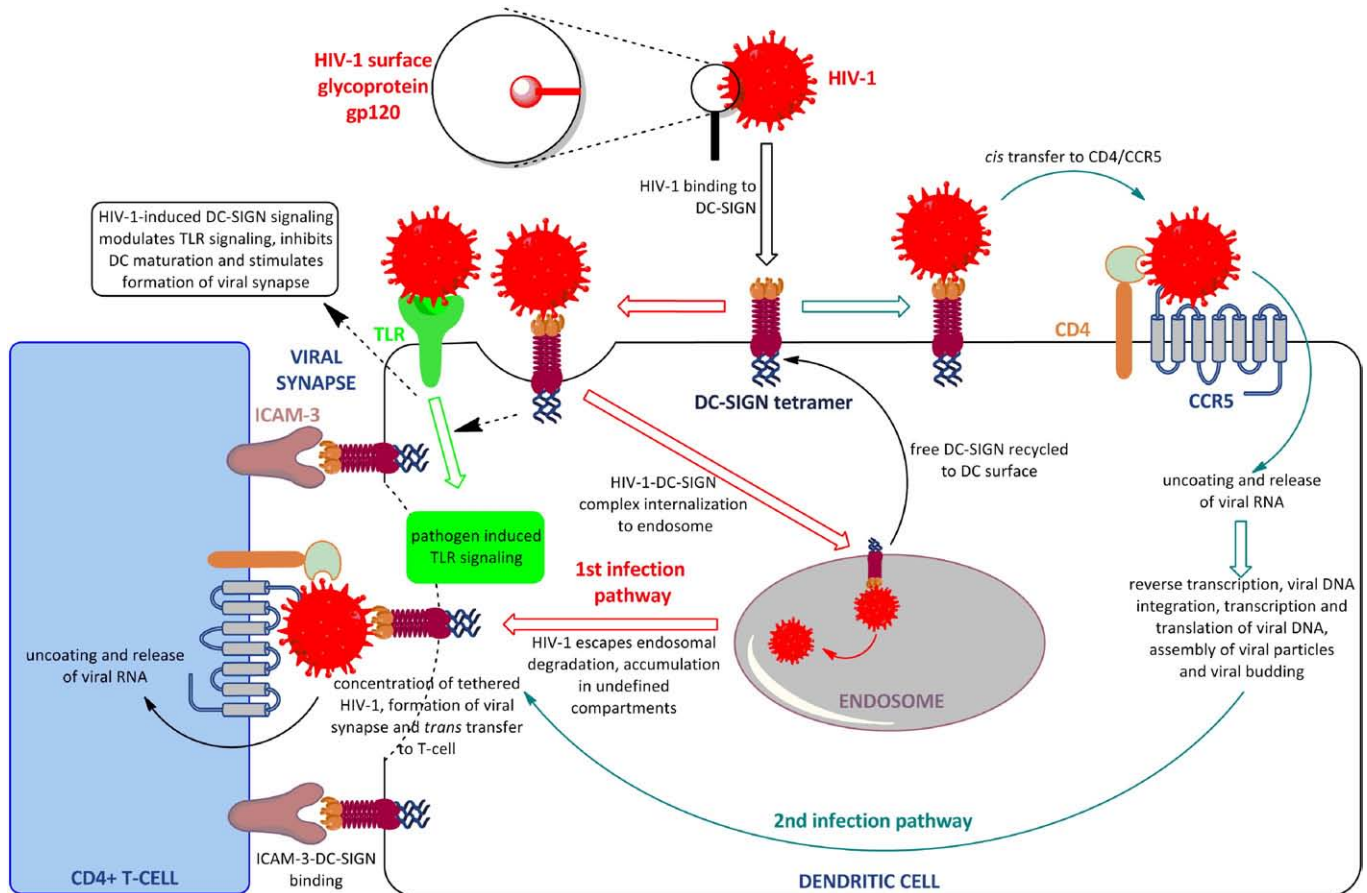 HIV-1 surface
glycoprotein
gp120
HIV-1
cis transfer to CD4/CCR5
HIV-1 binding to
DC-SIGN
HIV-1-induced DC-SIGN signaling
modulates TLR signaling, inhibits
DC maturation and stimulates
formation of viral synapse
TLR
CD4
VIRAL
SYNAPSE
DC-SIGN tetramer
CCR5
ICAM-3
free DC-SIGN recycled
to DC surface
HIV-1-DC-SIGN
complex internalization
to endosome
uncoating and release
of viral RNA
pathogen induced
TLR signaling
1st infection
pathway
reverse transcription, viral DNA
integration, transcription and
translation of viral DNA,
assembly of viral particles
and viral budding
HIV-1 escapes endosomal
degradation, accumulation
in undefined
compartments
uncoating and release
of viral RNA
concentration of tethered
HIV-1, formation of viral
synapse and trans transfer
to T-cell
ENDOSOME
2nd infection pathway
ICAM-3-DC-SIGN
binding
CD4+ T-CELL
DENDRITIC CELL